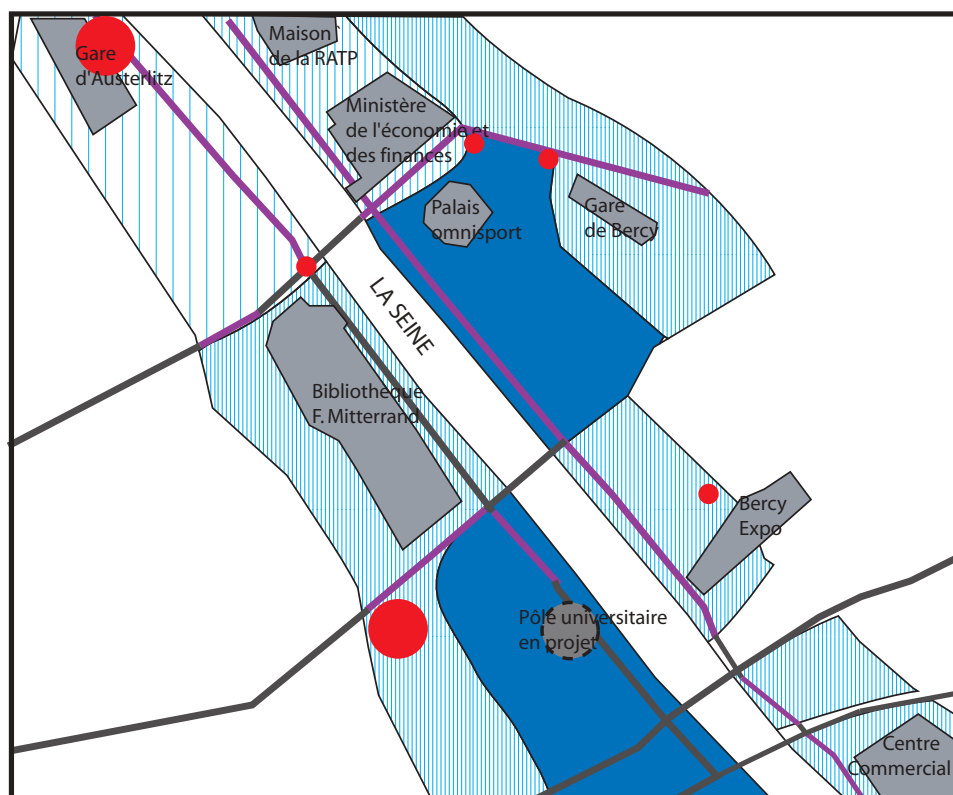 Maison
de la RATP
Gare
d'Austerlitz
Ministère
de l'économie et
des finances
Palais
omnisport
Gare
de Bercy
LA SEINE
Bibliothèque
F. Mitterrand
Bercy
Expo
Pôle universitaire
en projet
Centre
Commercial